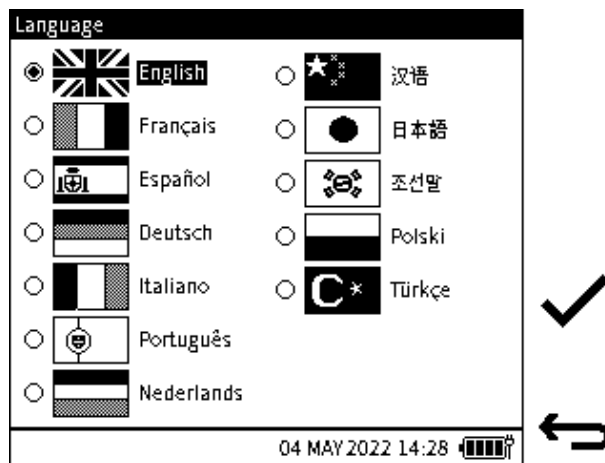 Language
English
Français
Español
Deutsch
Italiano
Português
Nederlands
汉语
日本語
조선말
Polski
Türkçe
04 MAY 2022 14:28